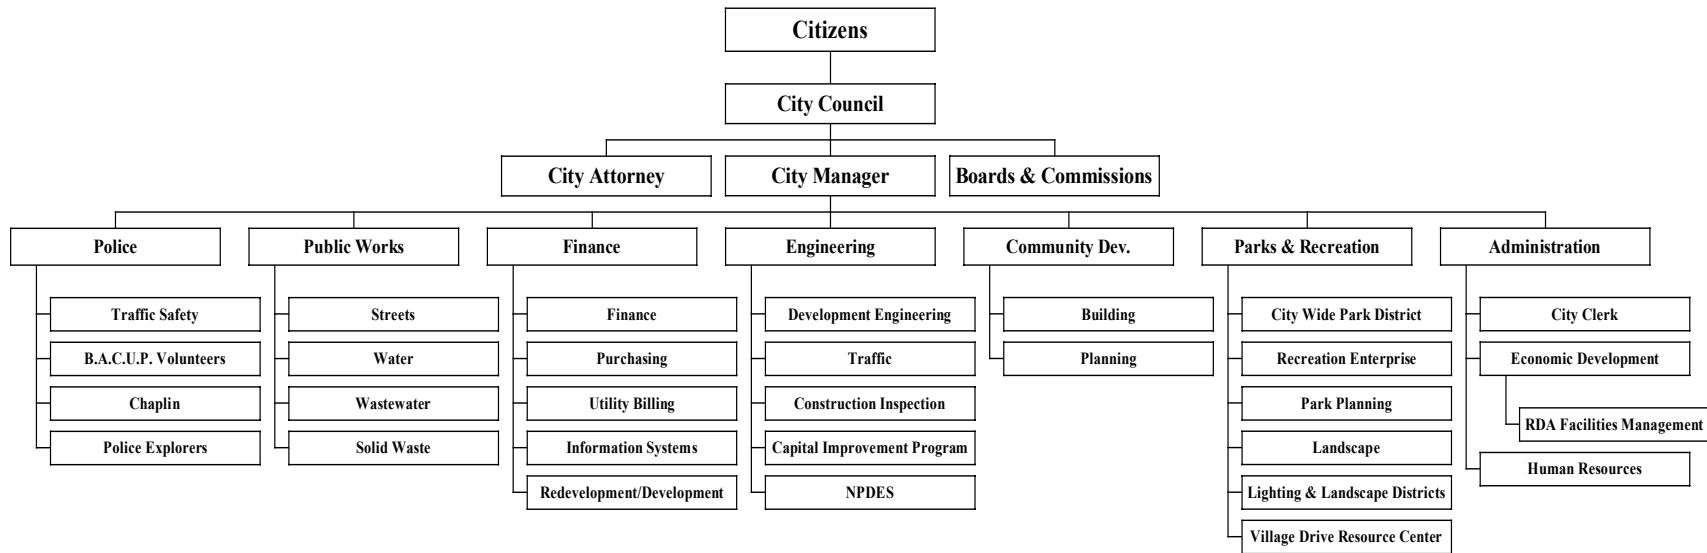 Citizens
City Council
City Attorney
City Manager
Boards & Commissions
Police
Public Works
Finance
Engineering
Community Dev.
Parks & Recreation
Administration
Traffic Safety
B.A.C.U.P. Volunteers
Chaplin
Police Explorers
Streets
Water
Wastewater
Solid Waste
Finance
Purchasing
Utility Billing
Information Systems
Redevelopment/Development
Development Engineering
Traffic
Construction Inspection
Capital Improvement Program
NPDES
Building
Planning
City Wide Park District
Recreation Enterprise
Park Planning
Landscape
Lighting & Landscape Districts
Village Drive Resource Center
City Clerk
Economic Development
RDA Facilities Management
Human Resources